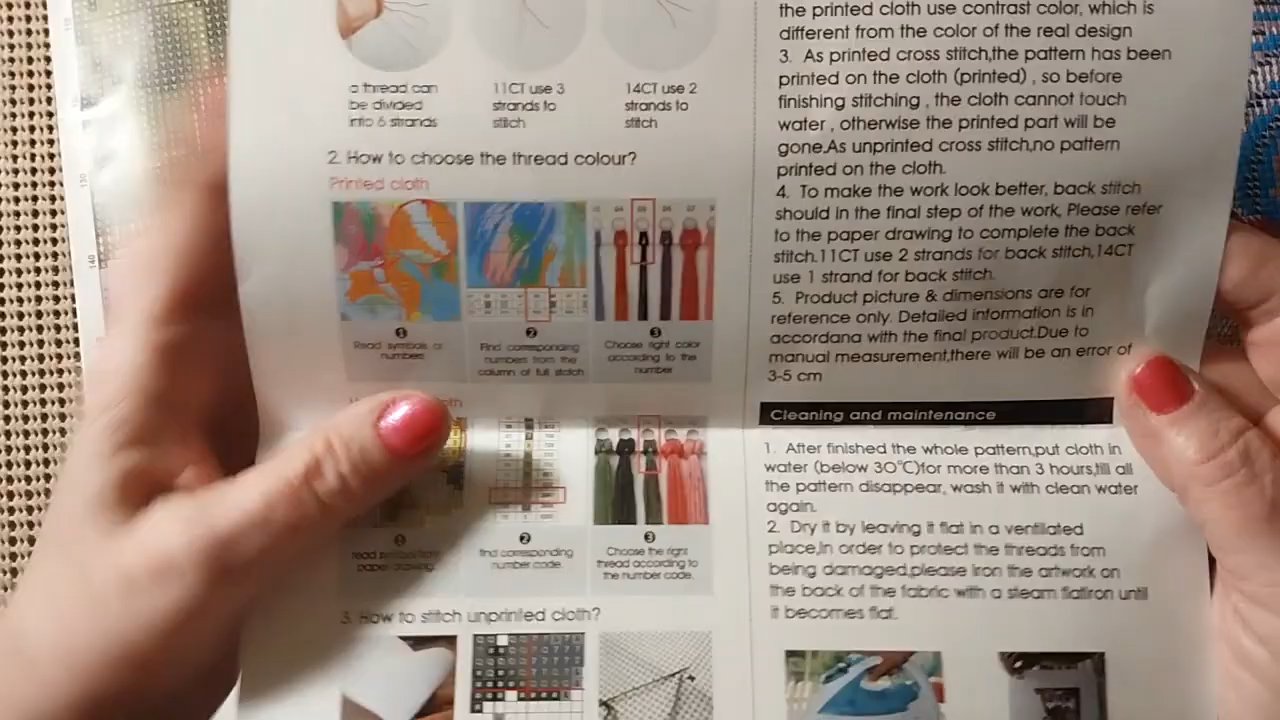 a thread can
be divided
into 6 strands
11CT use 3
strands to
stitch
14CT use 2
strands to
stitch
2. How to choose the thread colour?
Printed cloth
1
Read symbols or
numbers
2
Find corresponding
numbers from the
column of full stotch
3
Choose right color
according to the
number
2
find corresponding
number code.
3
Choose the right
thread according to
the number code.
3. How to stitch unprinted cloth?
the printed cloth use contrast color, which is
different from the color of the real design
3. As printed cross stitch,the pattern has been
printed on the cloth (printed) , so before
finishing stitching , the cloth cannot touch
water , otherwise the printed part will be
gone.As unprinted cross stitch,no pattern
printed on the cloth.
4. To make the work look better, back stitch
should in the final step of the work, Please refer
to the paper drawing to complete the back
stitch.11CT use 2 strands for back stitch,14CT
use 1 strand for back stitch.
5. Product picture & dimensions are for
reference only. Detailed information is in
accordana with the final product.Due to
manual measurement,there will be an error of
3-5 cm
Cleaning and maintenance
1. After finished the whole pattern,put cloth in
water (below 30°C)for more than 3 hours,till all
the pattern disappear, wash it with clean water
again.
2. Dry it by leaving it flat in a ventilated
place,in order to protect the threads from
being damaged,please iron the artwork on
the back of the fabric with a steam flatiron until
it becomes flat.
130
140